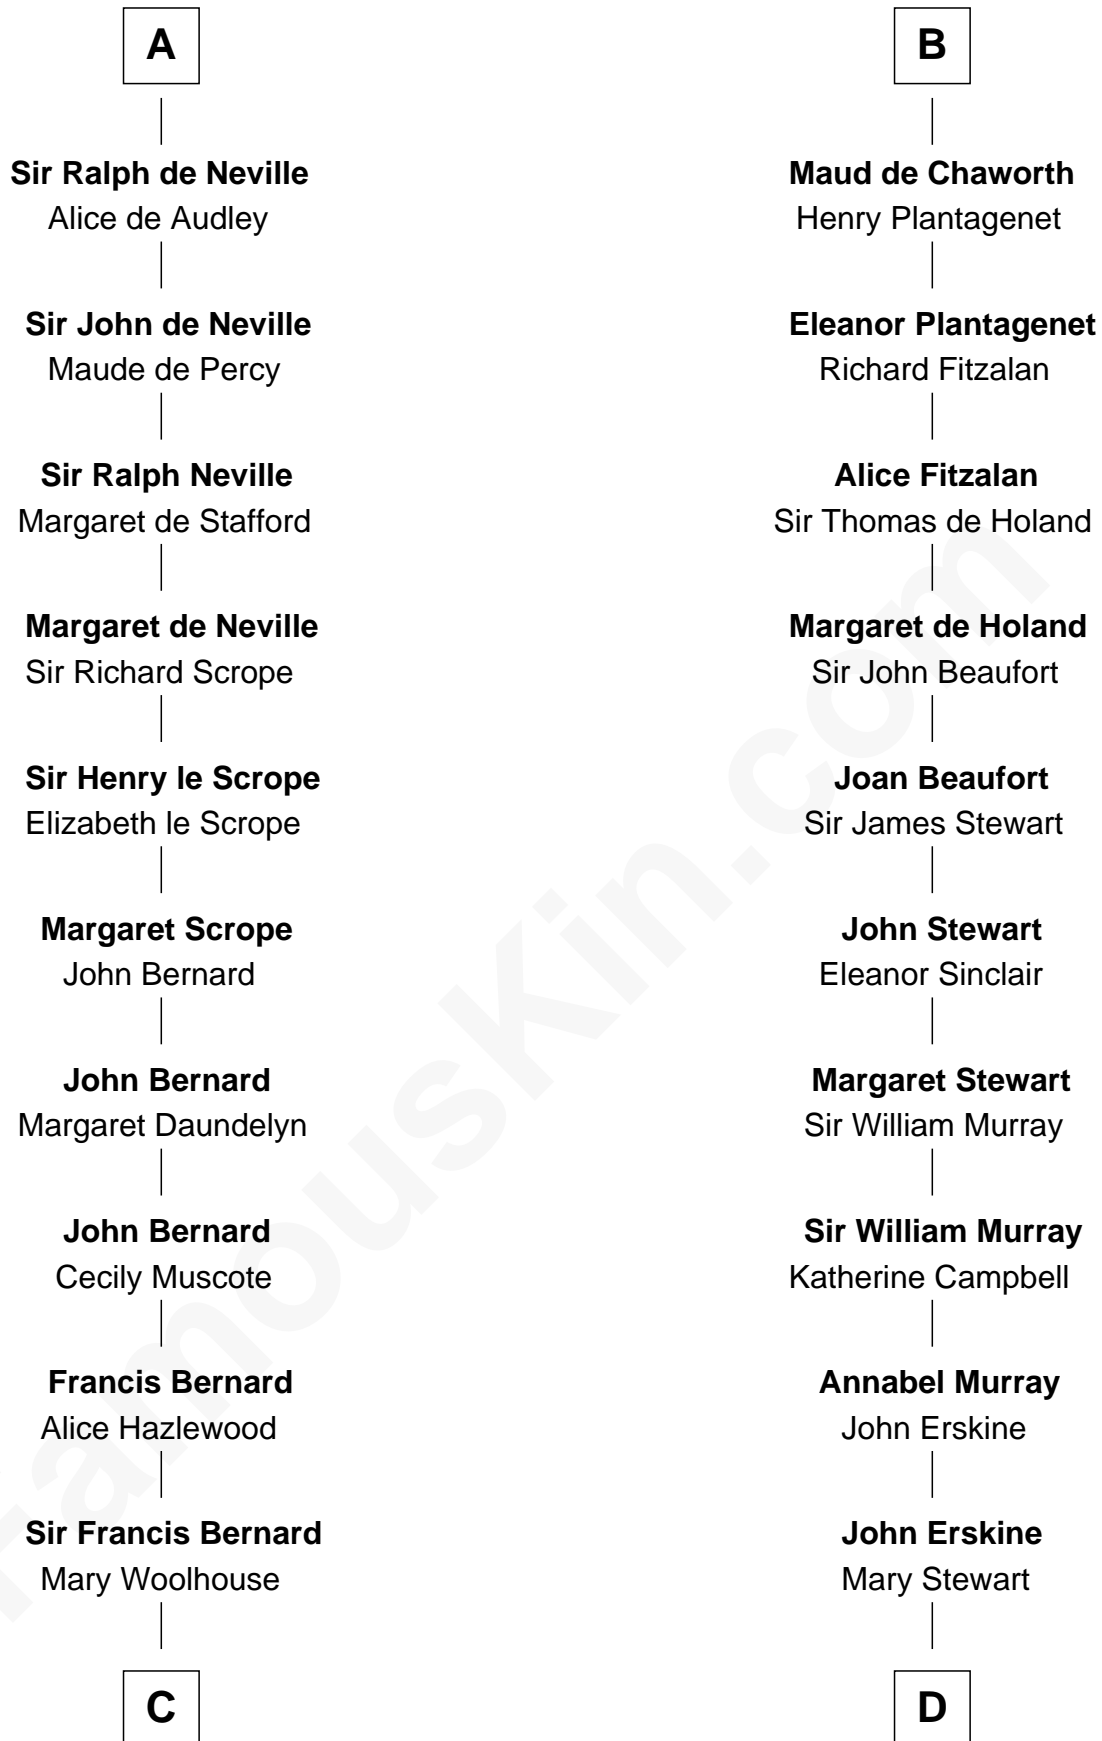 A
Sir Ralph de Neville
Alice de Audley
Sir John de Neville
Maude de Percy
Sir Ralph Neville
Margaret de Stafford
Margaret de Neville
Sir Richard Scrope
Sir Henry le Scrope
Elizabeth le Scrope
Margaret Scrope
John Bernard
John Bernard
Margaret Daundelyn
John Bernard
Cecily Muscote
Francis Bernard
Alice Hazlewood
Sir Francis Bernard
Mary Woolhouse
C
B
Maud de Chaworth
Henry Plantagenet
Eleanor Plantagenet
Richard Fitzalan
Alice Fitzalan
Sir Thomas de Holand
Margaret de Holand
Sir John Beaufort
Joan Beaufort
Sir James Stewart
John Stewart
Eleanor Sinclair
Margaret Stewart
Sir William Murray
Sir William Murray
Katherine Campbell
Annabel Murray
John Erskine
John Erskine
Mary Stewart
D
FamousKin.com